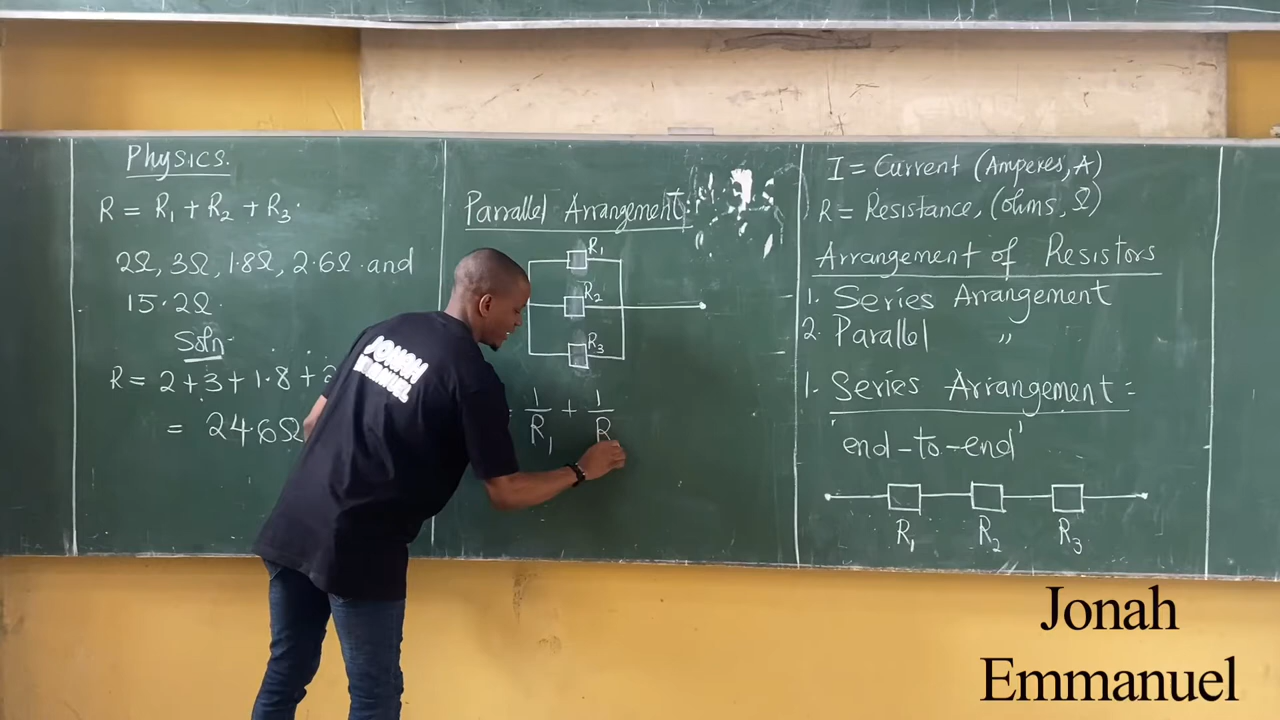 Physics.
R = R₁ + R₂ + R₃.
2Ω, 3Ω, 1.8Ω, 2.6Ω and
15.2Ω.
Soln
R = 2 + 3 + 1.8 + 2
= 24.6Ω
Parrallel Arrangement:
R₁
R₂
R₃
1/R₁ + 1/R
JONAH
EMMANUEL
I = Current (Amperes, A)
R = Resistance, (ohms, Ω)
Arrangement of Resistors
1. Series Arrangement
2. Parallel "
1. Series Arrangement =
'end-to-end'
R₁ R₂ R₃
Jonah
Emmanuel